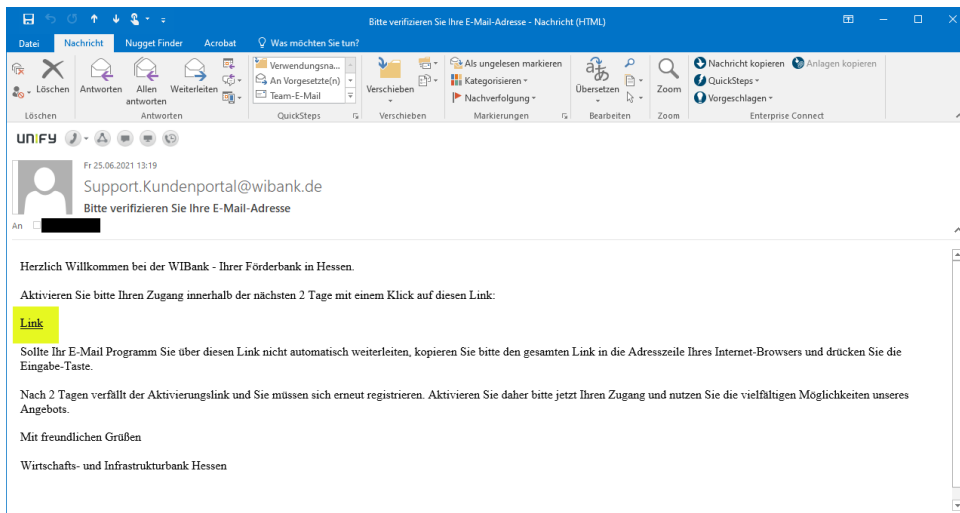 Bitte verifizieren Sie Ihre E-Mail-Adresse - Nachricht (HTML)
Datei Nachricht Nugget Finder Acrobat Was möchten Sie tun?
Löschen
Antworten
Allen antworten
Weiterleiten
Verwendungsna...
An Vorgesetzte(n)
Team-E-Mail
Verschieben
Als ungelesen markieren
Kategorisieren
Nachverfolgung
Übersetzen
Zoom
Nachricht kopieren Anlagen kopieren
QuickSteps
Vorgeschlagen
Löschen Antworten QuickSteps Verschieben Markierungen Bearbeiten Zoom Enterprise Connect
UNIFY
Fr 25.06.2021 13:19
Support.Kundenportal@wibank.de
Bitte verifizieren Sie Ihre E-Mail-Adresse
An
Herzlich Willkommen bei der WIBank - Ihrer Förderbank in Hessen.
Aktivieren Sie bitte Ihren Zugang innerhalb der nächsten 2 Tage mit einem Klick auf diesen Link:
Link
Sollte Ihr E-Mail Programm Sie über diesen Link nicht automatisch weiterleiten, kopieren Sie bitte den gesamten Link in die Adresszeile Ihres Internet-Browsers und drücken Sie die
Eingabe-Taste.
Nach 2 Tagen verfällt der Aktivierungslink und Sie müssen sich erneut registrieren. Aktivieren Sie daher bitte jetzt Ihren Zugang und nutzen Sie die vielfältigen Möglichkeiten unseres
Angebots.
Mit freundlichen Grüßen
Wirtschafts- und Infrastrukturbank Hessen